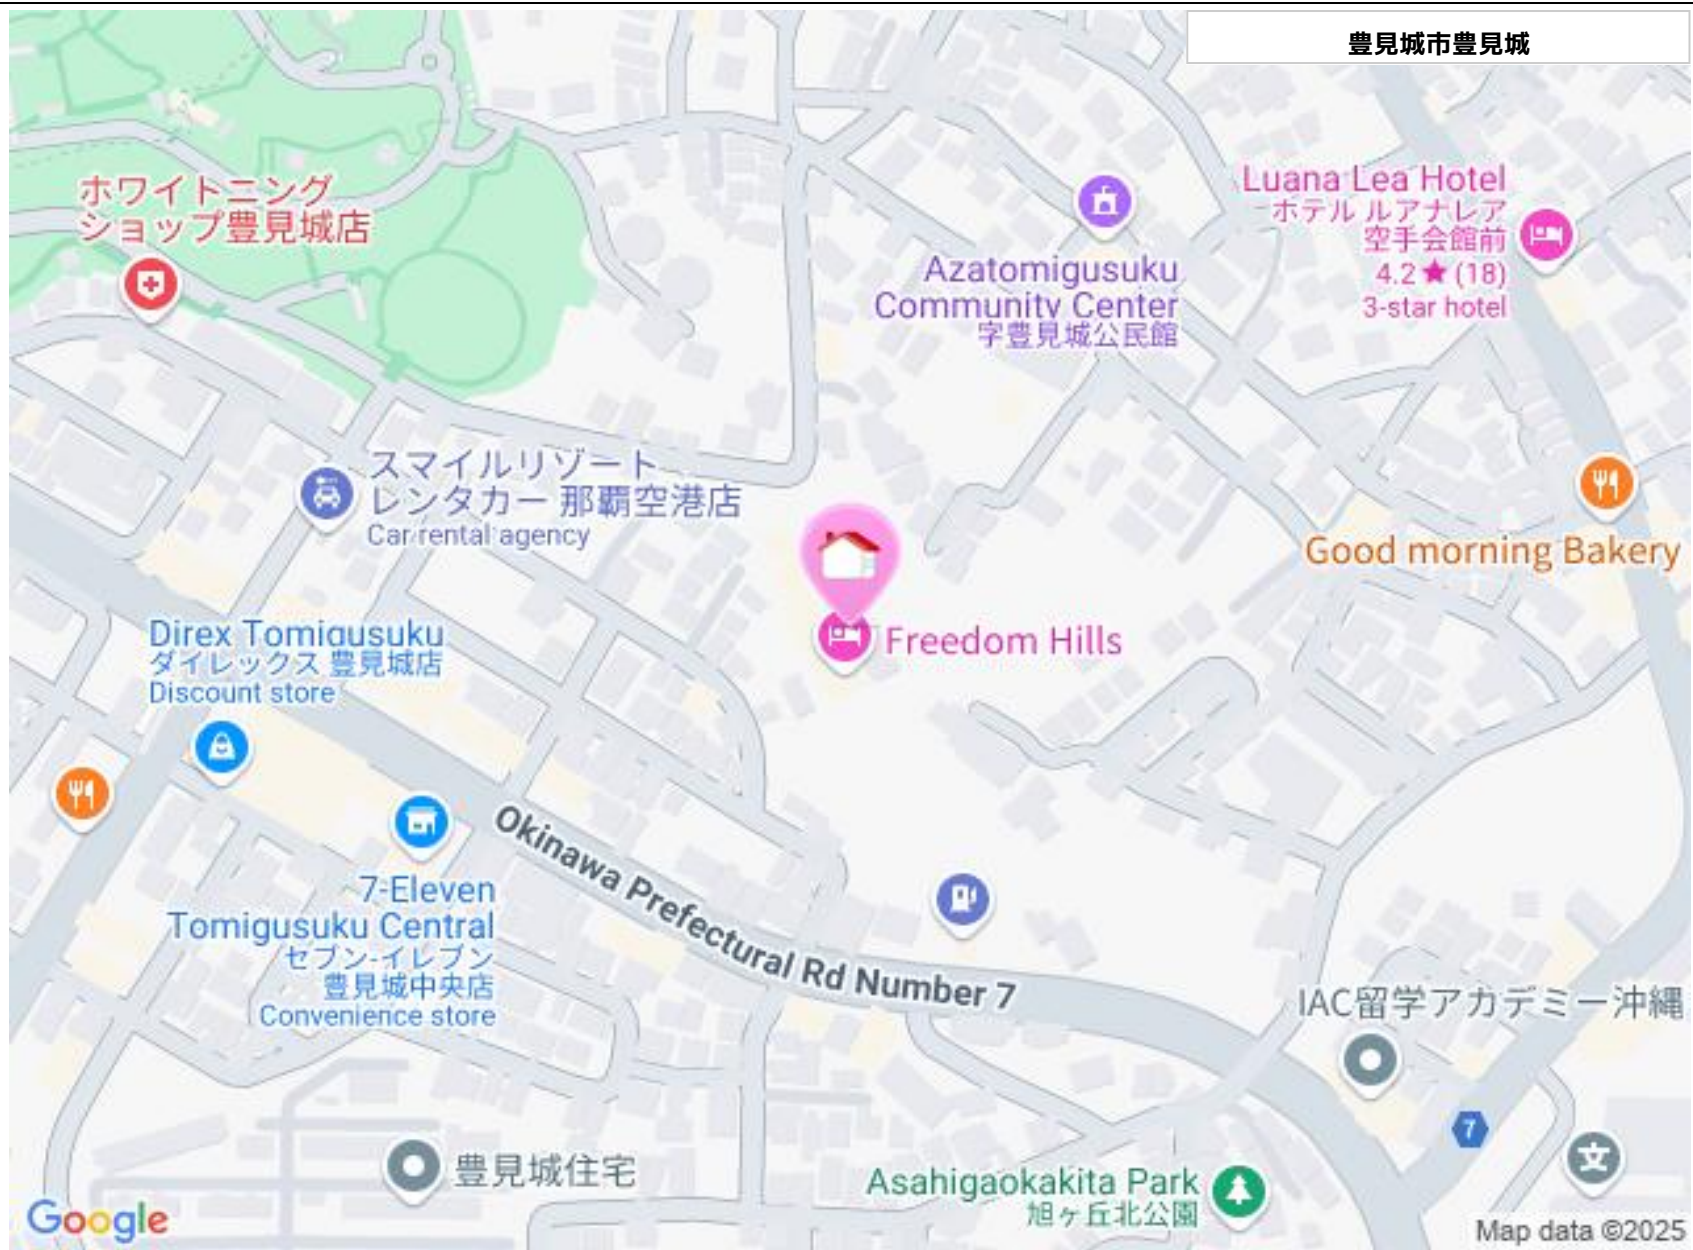 豊見城市豊見城
ホワイトニング
ショップ豊見城店
Luana Lea Hotel
ホテル ルアナレア
空手会館前
4.2★(18)
3-star hotel
Azatomigusuku
Community Center
字豊見城公民館
スマイルリゾート
レンタカー 那覇空港店
Car rental agency
Good morning Bakery
Freedom Hills
Direx Tomigusuku
ダイレックス 豊見城店
Discount store
7-Eleven
Tomigusuku Central
セブン-イレブン
豊見城中央店
Convenience store
Okinawa Prefectural Rd Number 7
IAC留学アカデミー沖縄
7
文
豊見城住宅
Asahigaokakita Park
旭ヶ丘北公園
Google
Map data ©2025